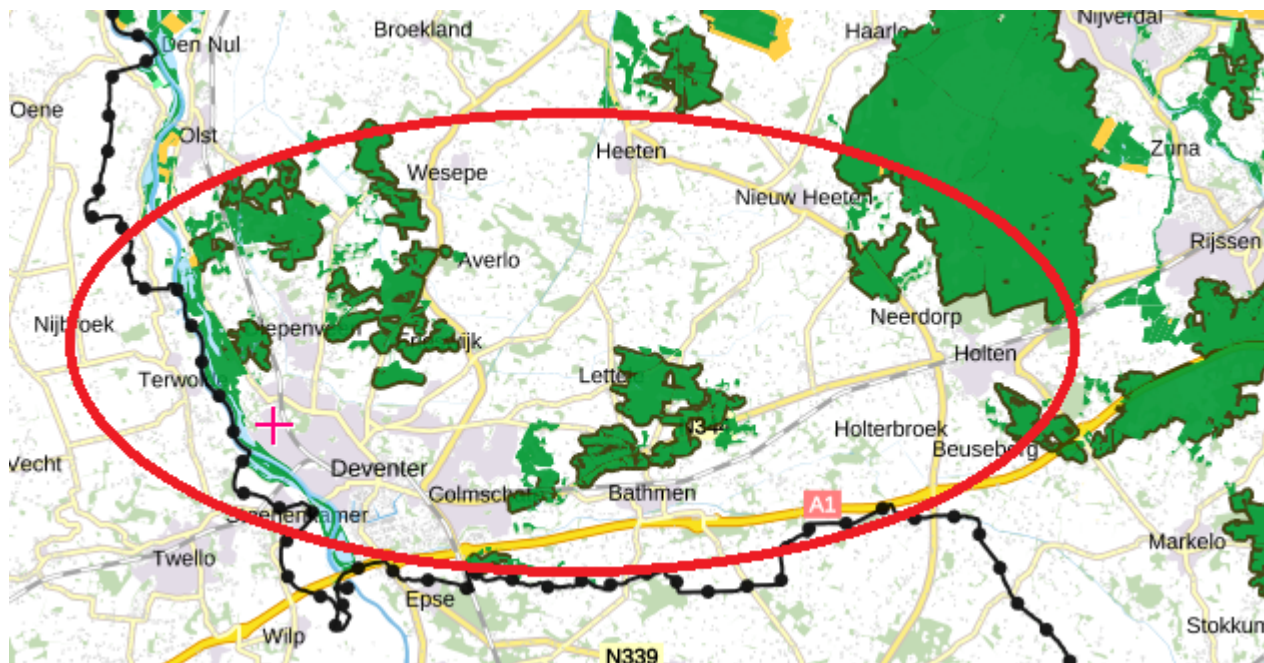 Nijverdal
Broekland
Haarle
Den Nul
Oene
Olst
Zuna
Heeten
Wesepe
Nieuw Heeten
Rijssen
Averlo
Nijbroek
Neerdorp
Holten
Terwolde
Holterbroek
Beuseberg
Vecht
Deventer
Colmschate
Bathmen
A1
Twello
Markelo
Epse
Stokkum
Wilp
N339